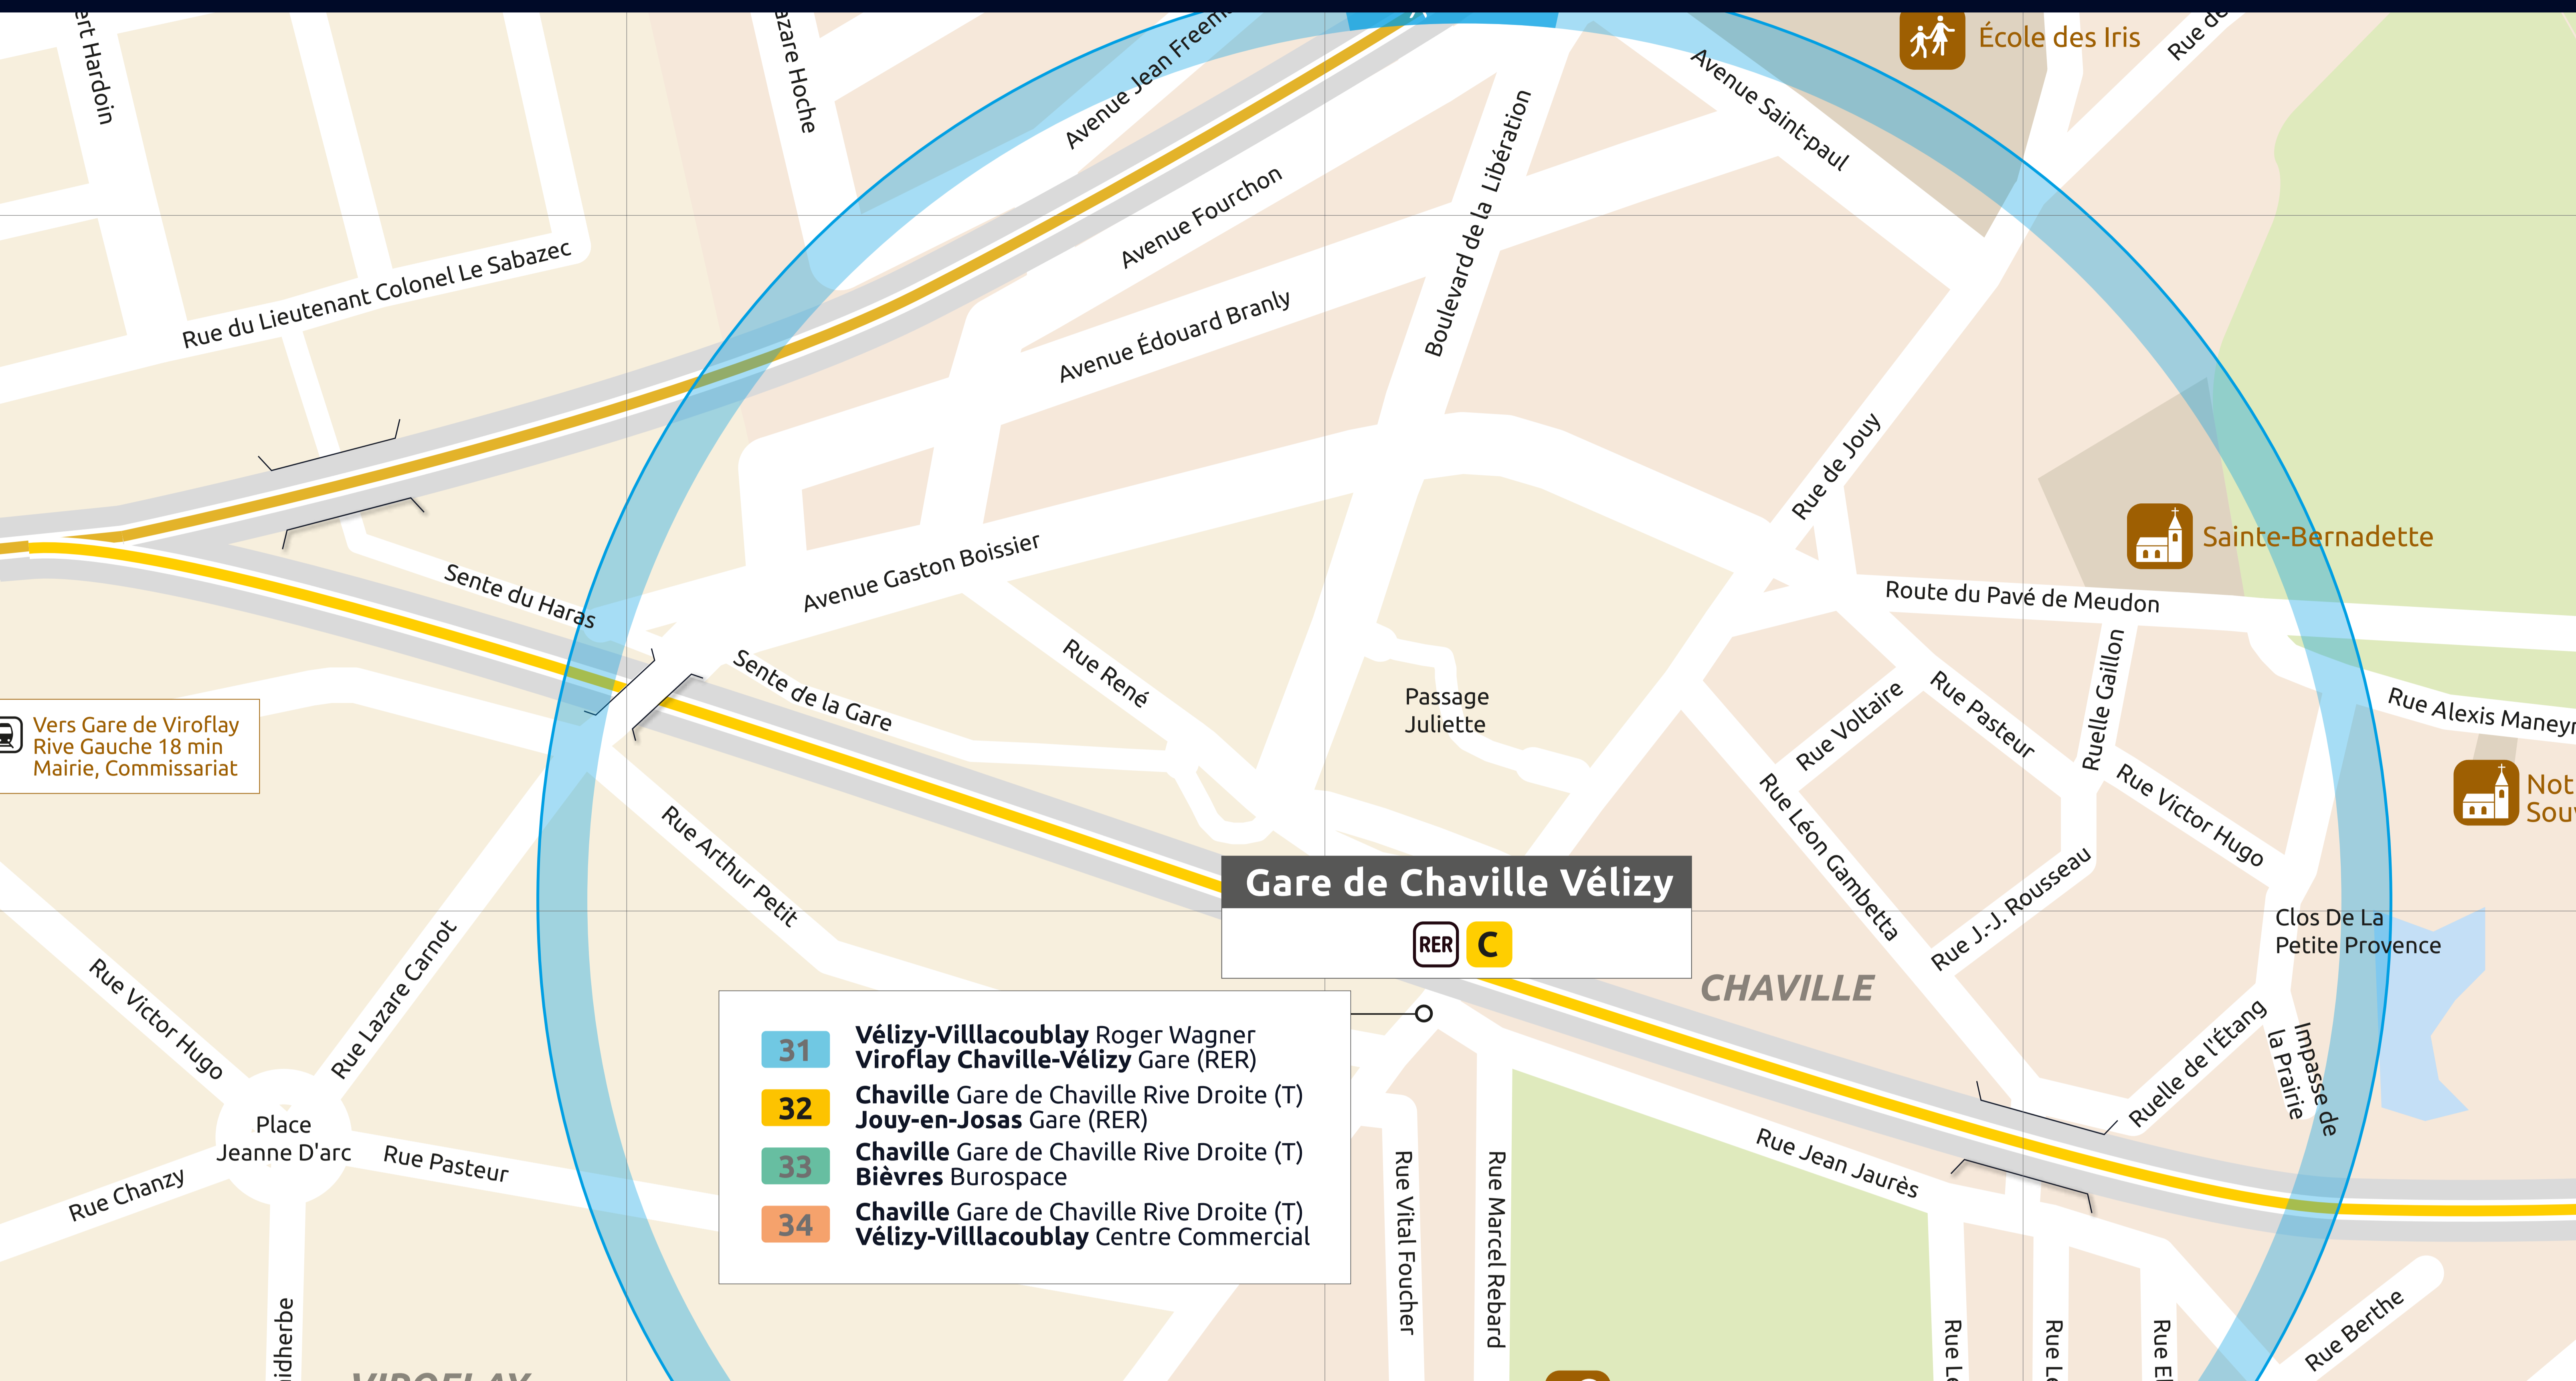 Avenue Jean
École des Iris
Rue
Hardoin
Hoche
Avenue Saint-paul
Boulevard de la Libération
Avenue Fourchon
Rue du Lieutenant Colonel Le Sabazec
Avenue Édouard Branly
Rue de Jouy
Sainte-Bernadette
Avenue Gaston Boissier
Sente du Haras
Route du Pavé de Meudon
Rue René
Sente de la Gare
Passage
Juliette
Ruelle Gaillon
Rue Voltaire
Rue Pasteur
Rue Alexis
Vers Gare de Viroflay
Rive Gauche 18 min
Mairie, Commissariat
Rue Victor Hugo
Rue Léon Gambetta
Rue Arthur Petit
Gare de Chaville Vélizy
RER C
Rue J.-J. Rousseau
Clos De La
Petite Provence
Rue Lazare Carnot
Rue Victor Hugo
CHAVILLE
31
Vélizy-Villlacoublay Roger Wagner
Viroflay Chaville-Vélizy Gare (RER)
32
Chaville Gare de Chaville Rive Droite (T)
Jouy-en-Josas Gare (RER)
33
Chaville Gare de Chaville Rive Droite (T)
Bièvres Burospace
34
Chaville Gare de Chaville Rive Droite (T)
Vélizy-Villlacoublay Centre Commercial
Ruelle de l'Étang
Impasse de
la Prairie
Place
Jeanne D'arc
Rue Pasteur
Rue Chanzy
Rue Jean Jaurès
Rue Vital Foucher
Rue Marcel Rebard
Rue
Rue
Rue
Rue Berthe
VIROFLAY